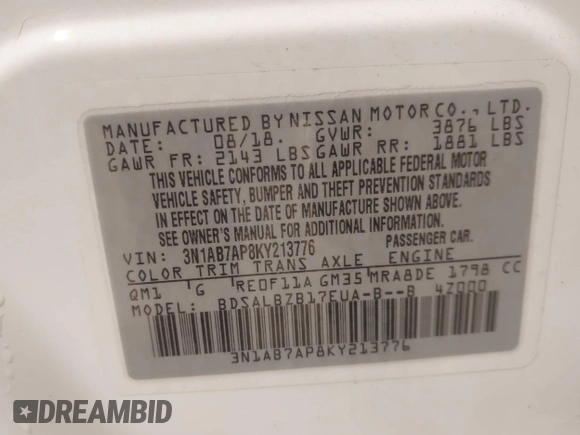 MANUFACTURED BY NISSAN MOTOR CO., LTD.
DATE: 08/18. GVWR: 3876 LBS
GAWR FR: 2143 LBS GAWR RR: 1881 LBS
THIS VEHICLE CONFORMS TO ALL APPLICABLE FEDERAL MOTOR
VEHICLE SAFETY, BUMPER AND THEFT PREVENTION STANDARDS
IN EFFECT ON THE DATE OF MANUFACTURE SHOWN ABOVE.
SEE OWNER'S MANUAL FOR ADDITIONAL INFORMATION.
VIN: 3N1AB7AP8KY213776 PASSENGER CAR.
COLOR TRIM TRANS AXLE ENGINE
QM1 G RE0F11A GM35 MRA8DE 1798 CC
MODEL: BDSALBZB17EUA-B--B 4Z000
3N1AB7AP8KY213776
DREAMBID